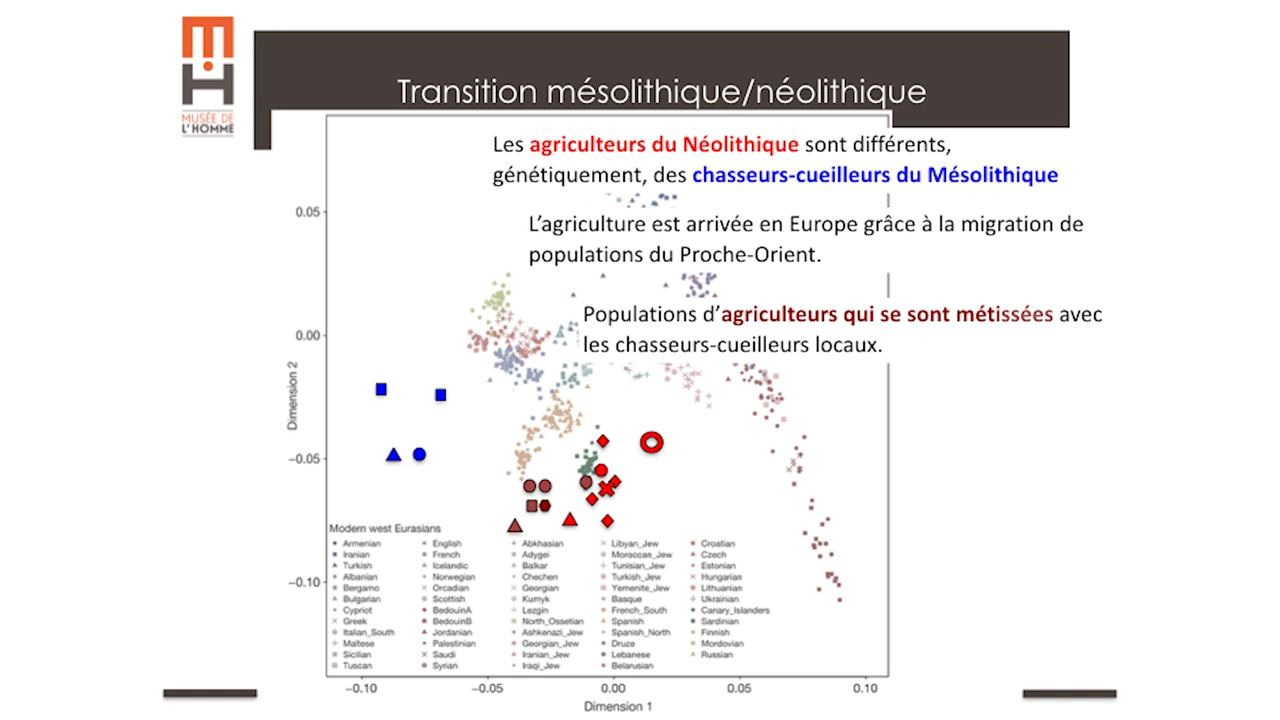 MUSÉE DE
L'HOMME
Transition mésolithique/néolithique
Les agriculteurs du Néolithique sont différents,
génétiquement, des chasseurs-cueilleurs du Mésolithique
L'agriculture est arrivée en Europe grâce à la migration de
populations du Proche-Orient.
Populations d'agriculteurs qui se sont métissées avec
les chasseurs-cueilleurs locaux.
Dimension 2
0.05
0.00
−0.05
−0.10
Modern west Eurasians
Armenian English Abkhasian Libyan_Jew Croatian
Iranian French Adygei Moroccan_Jew Czech
Turkish Icelandic Balkar Tunisian_Jew Estonian
Albanian Norwegian Chechen Turkish_Jew Hungarian
Bergamo Orcadian Georgian Yemenite_Jew Lithuanian
Bulgarian Scottish Kumyk Basque Ukrainian
Cypriot BedouinA Lezgin French_South Canary_Islanders
Greek BedouinB North_Ossetian Spanish Sardinian
Italian_South Jordanian Ashkenazi_Jew Spanish_North Finnish
Maltese Palestinian Georgian_Jew Druze Mordovian
Sicilian Saudi Iranian_Jew Lebanese Russian
Tuscan Syrian Iraqi_Jew Belarusian
−0.10 −0.05 0.00 0.05 0.10
Dimension 1